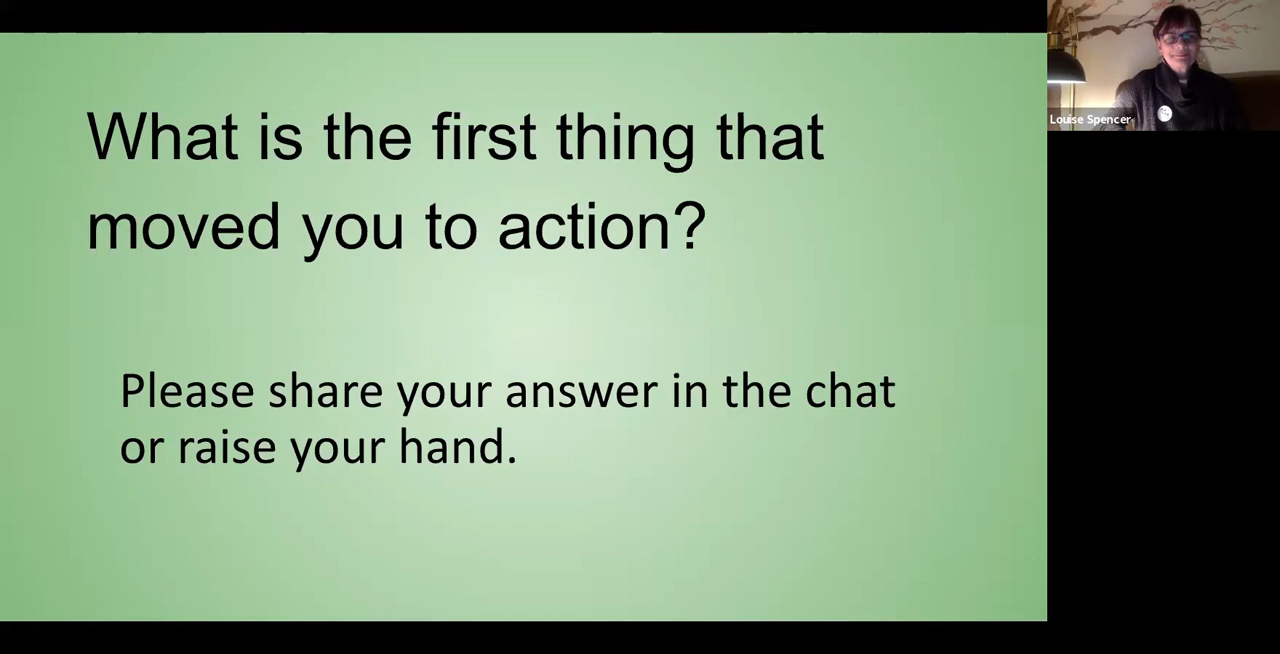 What is the first thing that
moved you to action?
Please share your answer in the chat
or raise your hand.
Louise Spencer